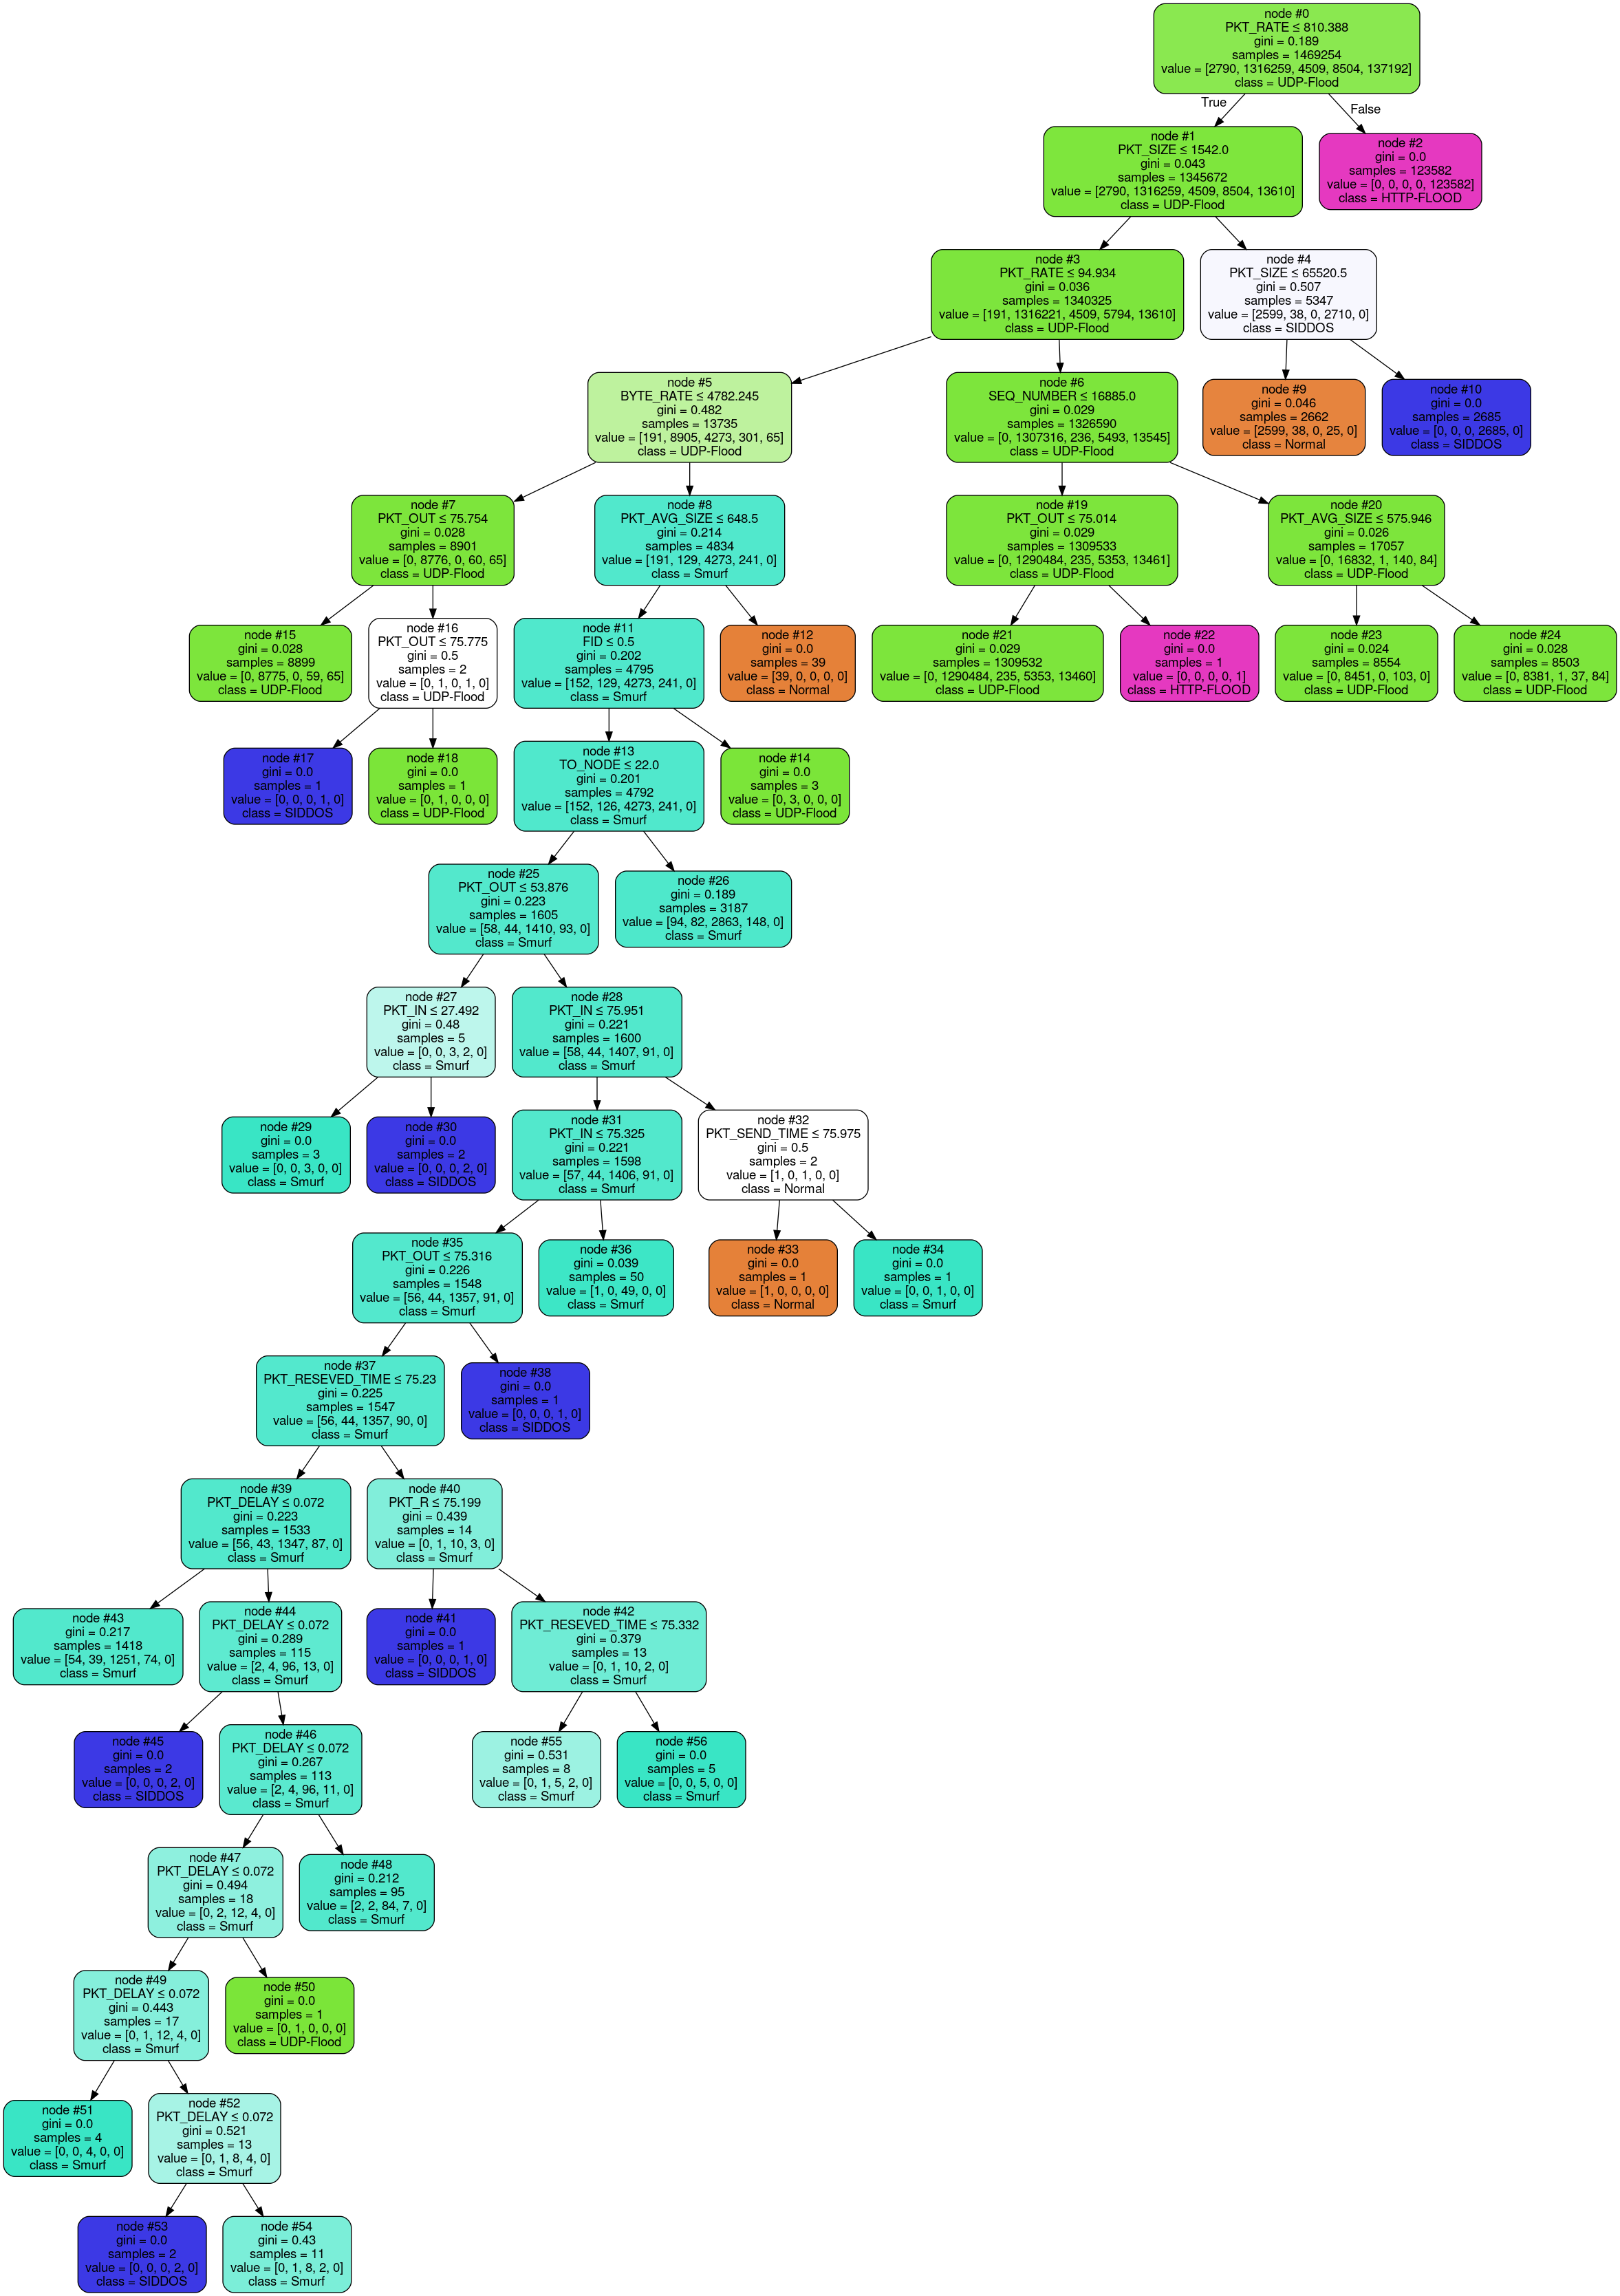 node #0
PKT_RATE ≤ 810.388
gini = 0.189
samples = 1469254
value = [2790, 1316259, 4509, 8504, 137192]
class = UDP-Flood
True
False
node #1
PKT_SIZE ≤ 1542.0
gini = 0.043
samples = 1345672
value = [2790, 1316259, 4509, 8504, 13610]
class = UDP-Flood
node #2
gini = 0.0
samples = 123582
value = [0, 0, 0, 0, 123582]
class = HTTP-FLOOD
node #3
PKT_RATE ≤ 94.934
gini = 0.036
samples = 1340325
value = [191, 1316221, 4509, 5794, 13610]
class = UDP-Flood
node #4
PKT_SIZE ≤ 65520.5
gini = 0.507
samples = 5347
value = [2599, 38, 0, 2710, 0]
class = SIDDOS
node #5
BYTE_RATE ≤ 4782.245
gini = 0.482
samples = 13735
value = [191, 8905, 4273, 301, 65]
class = UDP-Flood
node #6
SEQ_NUMBER ≤ 16885.0
gini = 0.029
samples = 1326590
value = [0, 1307316, 236, 5493, 13545]
class = UDP-Flood
node #9
gini = 0.046
samples = 2662
value = [2599, 38, 0, 25, 0]
class = Normal
node #10
gini = 0.0
samples = 2685
value = [0, 0, 0, 2685, 0]
class = SIDDOS
node #7
PKT_OUT ≤ 75.754
gini = 0.028
samples = 8901
value = [0, 8776, 0, 60, 65]
class = UDP-Flood
node #8
PKT_AVG_SIZE ≤ 648.5
gini = 0.214
samples = 4834
value = [191, 129, 4273, 241, 0]
class = Smurf
node #19
PKT_OUT ≤ 75.014
gini = 0.029
samples = 1309533
value = [0, 1290484, 235, 5353, 13461]
class = UDP-Flood
node #20
PKT_AVG_SIZE ≤ 575.946
gini = 0.026
samples = 17057
value = [0, 16832, 1, 140, 84]
class = UDP-Flood
node #15
gini = 0.028
samples = 8899
value = [0, 8775, 0, 59, 65]
class = UDP-Flood
node #16
PKT_OUT ≤ 75.775
gini = 0.5
samples = 2
value = [0, 1, 0, 1, 0]
class = UDP-Flood
node #11
FID ≤ 0.5
gini = 0.202
samples = 4795
value = [152, 129, 4273, 241, 0]
class = Smurf
node #12
gini = 0.0
samples = 39
value = [39, 0, 0, 0, 0]
class = Normal
node #21
gini = 0.029
samples = 1309532
value = [0, 1290484, 235, 5353, 13460]
class = UDP-Flood
node #22
gini = 0.0
samples = 1
value = [0, 0, 0, 0, 1]
class = HTTP-FLOOD
node #23
gini = 0.024
samples = 8554
value = [0, 8451, 0, 103, 0]
class = UDP-Flood
node #24
gini = 0.028
samples = 8503
value = [0, 8381, 1, 37, 84]
class = UDP-Flood
node #17
gini = 0.0
samples = 1
value = [0, 0, 0, 1, 0]
class = SIDDOS
node #18
gini = 0.0
samples = 1
value = [0, 1, 0, 0, 0]
class = UDP-Flood
node #13
TO_NODE ≤ 22.0
gini = 0.201
samples = 4792
value = [152, 126, 4273, 241, 0]
class = Smurf
node #14
gini = 0.0
samples = 3
value = [0, 3, 0, 0, 0]
class = UDP-Flood
node #25
PKT_OUT ≤ 53.876
gini = 0.223
samples = 1605
value = [58, 44, 1410, 93, 0]
class = Smurf
node #26
gini = 0.189
samples = 3187
value = [94, 82, 2863, 148, 0]
class = Smurf
node #27
PKT_IN ≤ 27.492
gini = 0.48
samples = 5
value = [0, 0, 3, 2, 0]
class = Smurf
node #28
PKT_IN ≤ 75.951
gini = 0.221
samples = 1600
value = [58, 44, 1407, 91, 0]
class = Smurf
node #29
gini = 0.0
samples = 3
value = [0, 0, 3, 0, 0]
class = Smurf
node #30
gini = 0.0
samples = 2
value = [0, 0, 0, 2, 0]
class = SIDDOS
node #31
PKT_IN ≤ 75.325
gini = 0.221
samples = 1598
value = [57, 44, 1406, 91, 0]
class = Smurf
node #32
PKT_SEND_TIME ≤ 75.975
gini = 0.5
samples = 2
value = [1, 0, 1, 0, 0]
class = Normal
node #35
PKT_OUT ≤ 75.316
gini = 0.226
samples = 1548
value = [56, 44, 1357, 91, 0]
class = Smurf
node #36
gini = 0.039
samples = 50
value = [1, 0, 49, 0, 0]
class = Smurf
node #33
gini = 0.0
samples = 1
value = [1, 0, 0, 0, 0]
class = Normal
node #34
gini = 0.0
samples = 1
value = [0, 0, 1, 0, 0]
class = Smurf
node #37
PKT_RESEVED_TIME ≤ 75.23
gini = 0.225
samples = 1547
value = [56, 44, 1357, 90, 0]
class = Smurf
node #38
gini = 0.0
samples = 1
value = [0, 0, 0, 1, 0]
class = SIDDOS
node #39
PKT_DELAY ≤ 0.072
gini = 0.223
samples = 1533
value = [56, 43, 1347, 87, 0]
class = Smurf
node #40
PKT_R ≤ 75.199
gini = 0.439
samples = 14
value = [0, 1, 10, 3, 0]
class = Smurf
node #43
gini = 0.217
samples = 1418
value = [54, 39, 1251, 74, 0]
class = Smurf
node #44
PKT_DELAY ≤ 0.072
gini = 0.289
samples = 115
value = [2, 4, 96, 13, 0]
class = Smurf
node #41
gini = 0.0
samples = 1
value = [0, 0, 0, 1, 0]
class = SIDDOS
node #42
PKT_RESEVED_TIME ≤ 75.332
gini = 0.379
samples = 13
value = [0, 1, 10, 2, 0]
class = Smurf
node #45
gini = 0.0
samples = 2
value = [0, 0, 0, 2, 0]
class = SIDDOS
node #46
PKT_DELAY ≤ 0.072
gini = 0.267
samples = 113
value = [2, 4, 96, 11, 0]
class = Smurf
node #55
gini = 0.531
samples = 8
value = [0, 1, 5, 2, 0]
class = Smurf
node #56
gini = 0.0
samples = 5
value = [0, 0, 5, 0, 0]
class = Smurf
node #47
PKT_DELAY ≤ 0.072
gini = 0.494
samples = 18
value = [0, 2, 12, 4, 0]
class = Smurf
node #48
gini = 0.212
samples = 95
value = [2, 2, 84, 7, 0]
class = Smurf
node #49
PKT_DELAY ≤ 0.072
gini = 0.443
samples = 17
value = [0, 1, 12, 4, 0]
class = Smurf
node #50
gini = 0.0
samples = 1
value = [0, 1, 0, 0, 0]
class = UDP-Flood
node #51
gini = 0.0
samples = 4
value = [0, 0, 4, 0, 0]
class = Smurf
node #52
PKT_DELAY ≤ 0.072
gini = 0.521
samples = 13
value = [0, 1, 8, 4, 0]
class = Smurf
node #53
gini = 0.0
samples = 2
value = [0, 0, 0, 2, 0]
class = SIDDOS
node #54
gini = 0.43
samples = 11
value = [0, 1, 8, 2, 0]
class = Smurf